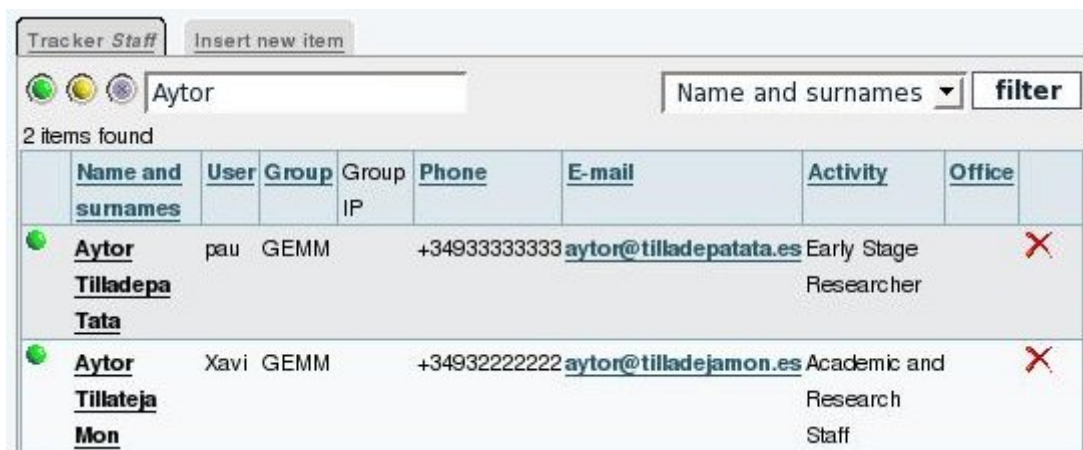 Tracker Staff Insert new item
Aytor Name and surnames filter
2 items found
Name and surnames User Group Group IP Phone E-mail Activity Office
Aytor Tilladepa Tata pau GEMM +34933333333 aytor@tilladepatata.es Early Stage Researcher
Aytor Tillateja Mon Xavi GEMM +34932222222 aytor@tilladejamon.es Academic and Research Staff